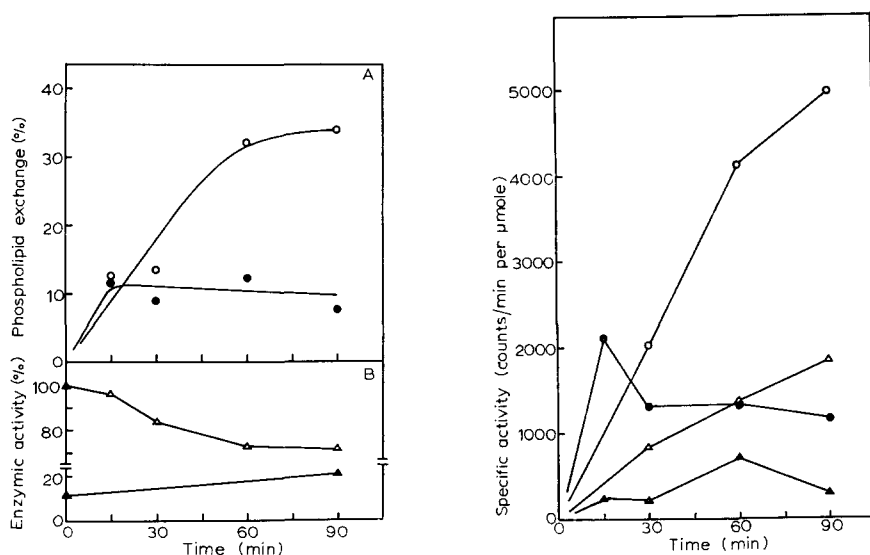 A
Phospholipid exchange (%)
40
30
20
10
0
B
Enzymic activity (%)
100
80
20
0
0 30 60 90
Time (min)
Specific activity (counts/min per μmole)
5000
4000
3000
2000
1000
0
0 30 60 90
Time (min)